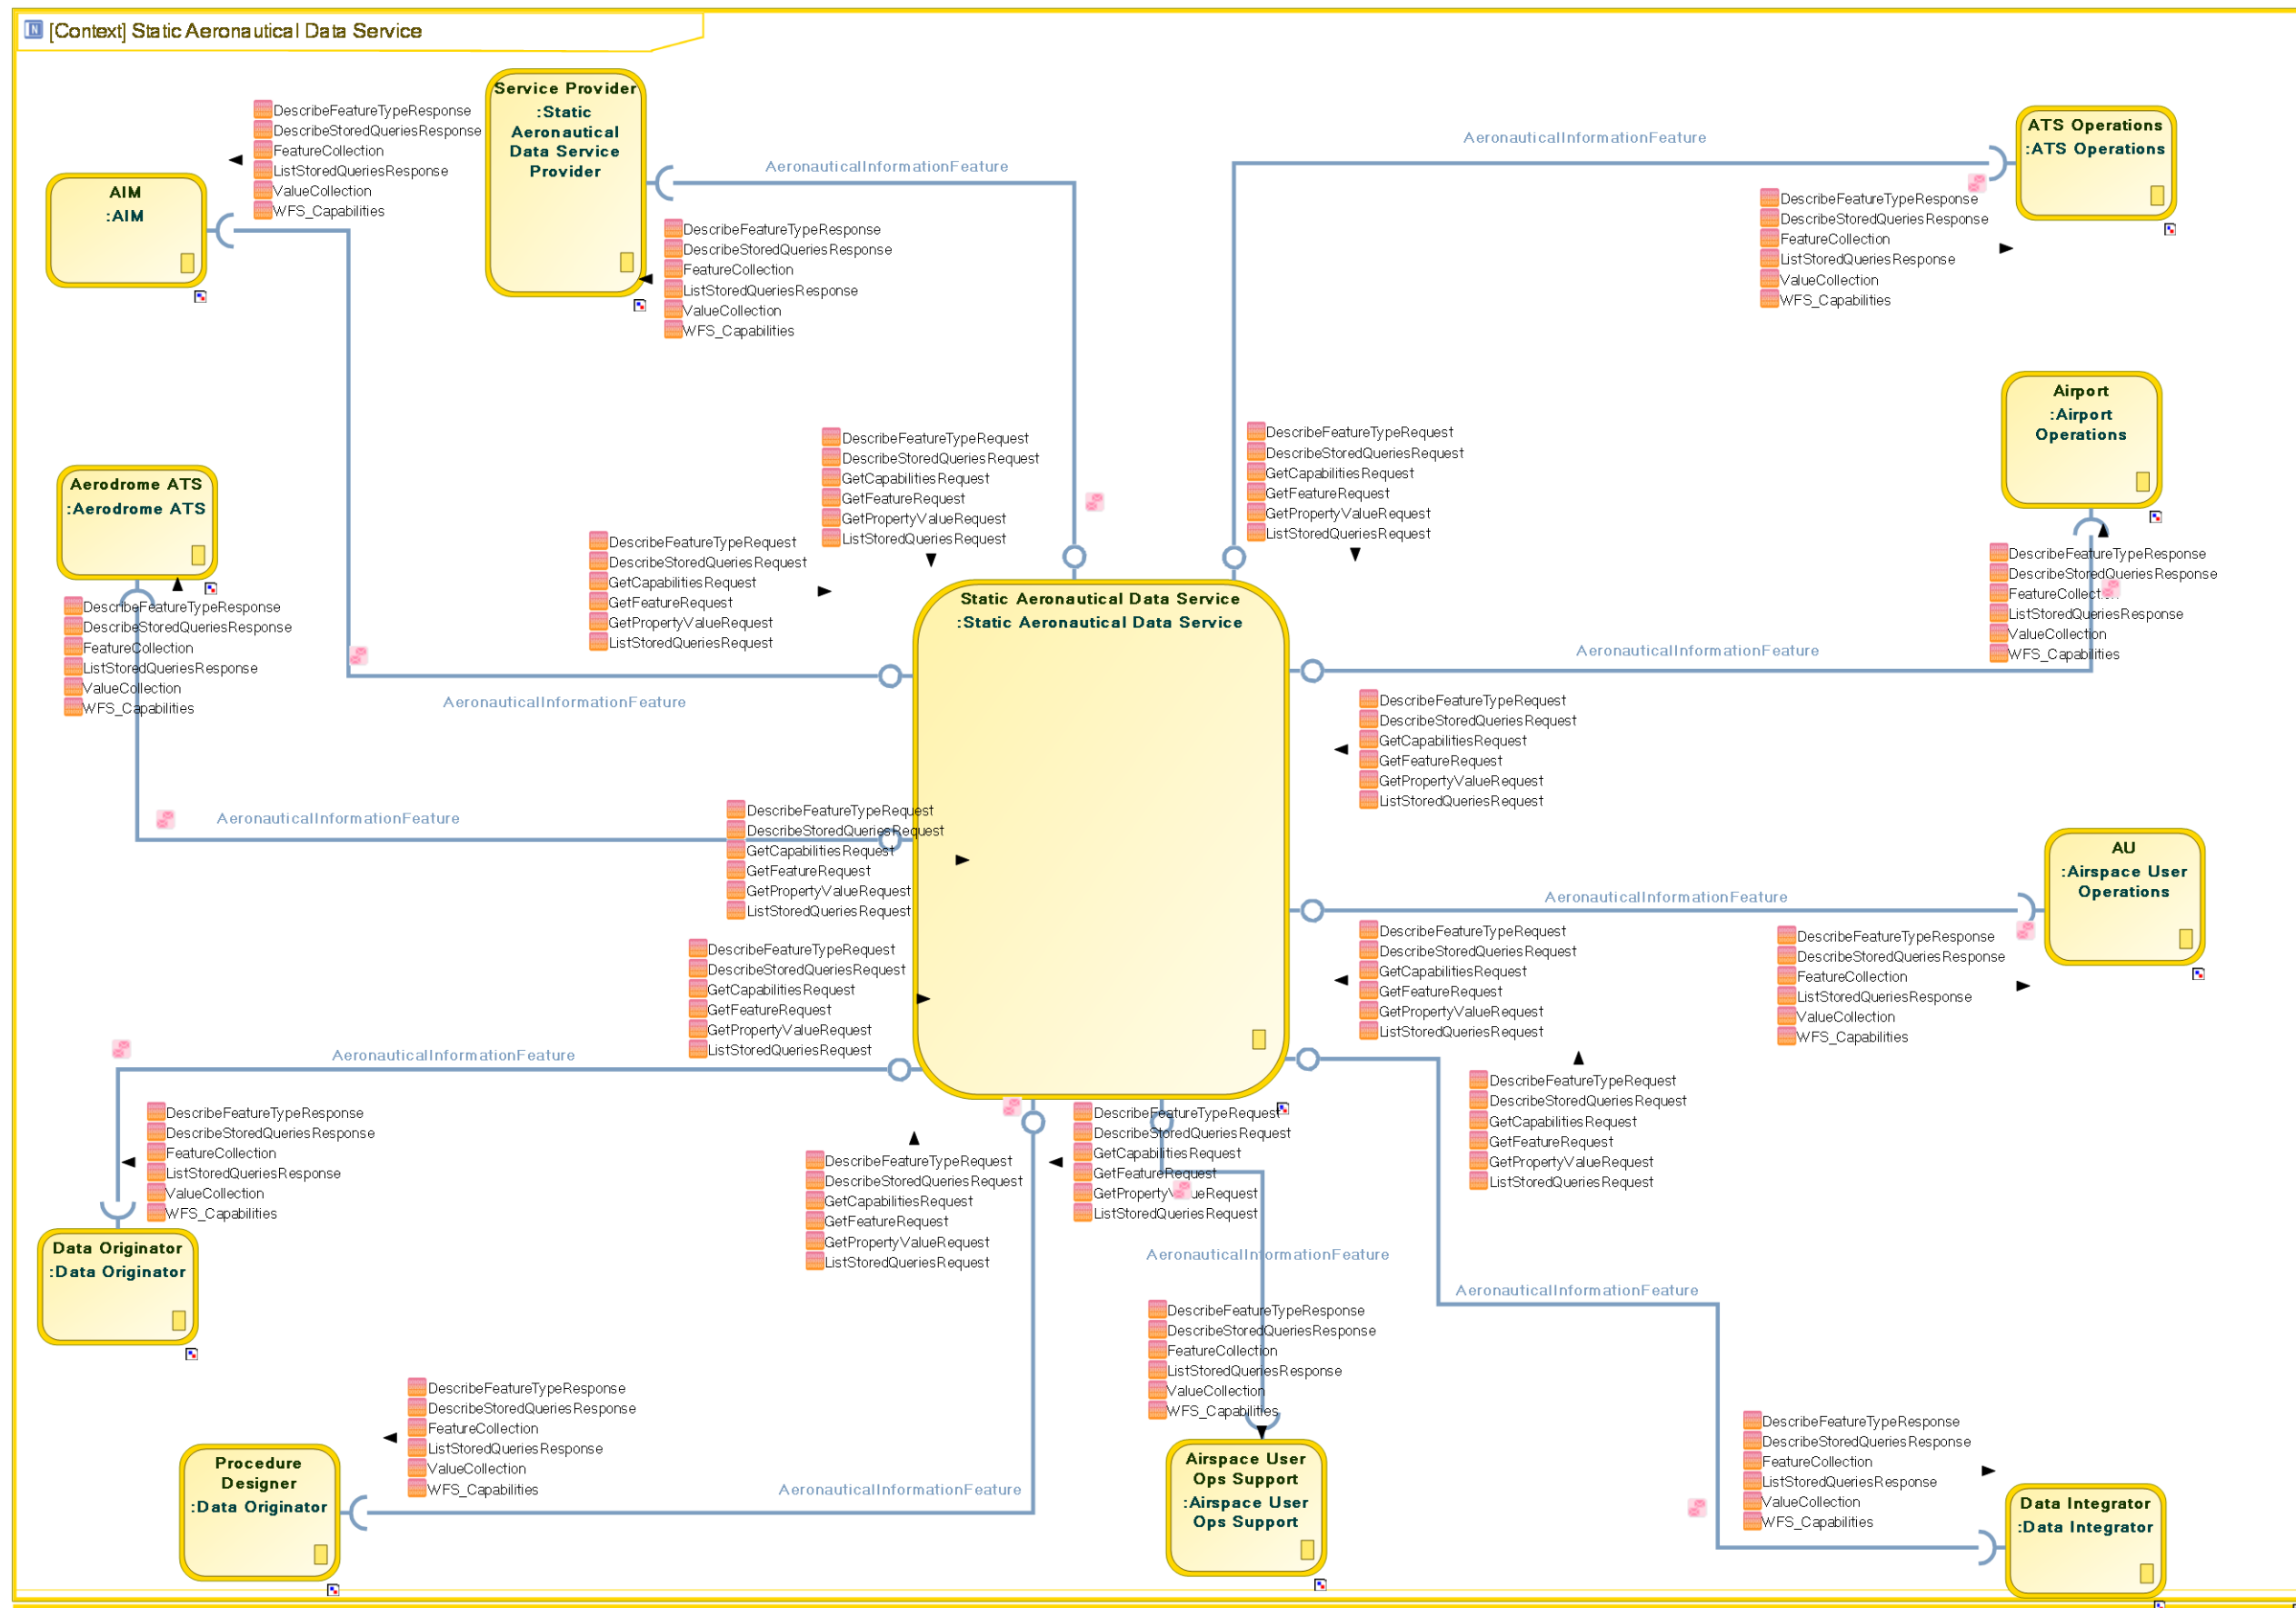 [Context] Static Aeronautical Data Service
Service Provider
:Static
Aeronautical
Data Service
Provider
DescribeFeatureTypeResponse
DescribeStoredQueriesResponse
FeatureCollection
ListStoredQueriesResponse
ValueCollection
WFS_Capabilities
AIM
:AIM
AeronauticalInformationFeature
DescribeFeatureTypeResponse
DescribeStoredQueriesResponse
FeatureCollection
ListStoredQueriesResponse
ValueCollection
WFS_Capabilities
AeronauticalInformationFeature
ATS Operations
:ATS Operations
DescribeFeatureTypeResponse
DescribeStoredQueriesResponse
FeatureCollection
ListStoredQueriesResponse
ValueCollection
WFS_Capabilities
Airport
:Airport
Operations
DescribeFeatureTypeRequest
DescribeStoredQueriesRequest
GetCapabilitiesRequest
GetFeatureRequest
GetPropertyValueRequest
ListStoredQueriesRequest
DescribeFeatureTypeRequest
DescribeStoredQueriesRequest
GetCapabilitiesRequest
GetFeatureRequest
GetPropertyValueRequest
ListStoredQueriesRequest
Aerodrome ATS
:Aerodrome ATS
DescribeFeatureTypeRequest
DescribeStoredQueriesRequest
GetCapabilitiesRequest
GetFeatureRequest
GetPropertyValueRequest
ListStoredQueriesRequest
DescribeFeatureTypeResponse
DescribeStoredQueriesResponse
FeatureCollection
ListStoredQueriesResponse
ValueCollection
WFS_Capabilities
Static Aeronautical Data Service
:Static Aeronautical Data Service
DescribeFeatureTypeResponse
DescribeStoredQueriesResponse
ListStoredQueriesResponse
ValueCollection
WFS_Capabilities
AeronauticalInformationFeature
AeronauticalInformationFeature
DescribeFeatureTypeRequest
DescribeStoredQueriesRequest
GetCapabilitiesRequest
GetFeatureRequest
GetPropertyValueRequest
ListStoredQueriesRequest
AeronauticalInformationFeature
DescribeFeatureTypeRequest
DescribeStoredQueriesRequest
GetCapabilitiesRequest
GetFeatureRequest
GetPropertyValueRequest
ListStoredQueriesRequest
AU
:Airspace User
Operations
AeronauticalInformationFeature
DescribeFeatureTypeRequest
DescribeStoredQueriesRequest
GetCapabilitiesRequest
GetFeatureRequest
GetPropertyValueRequest
ListStoredQueriesRequest
DescribeFeatureTypeResponse
DescribeStoredQueriesResponse
FeatureCollection
ListStoredQueriesResponse
ValueCollection
WFS_Capabilities
DescribeFeatureTypeRequest
DescribeStoredQueriesRequest
GetCapabilitiesRequest
GetFeatureRequest
GetPropertyValueRequest
ListStoredQueriesRequest
AeronauticalInformationFeature
DescribeFeatureTypeResponse
DescribeStoredQueriesResponse
FeatureCollection
ListStoredQueriesResponse
ValueCollection
WFS_Capabilities
DescribeFeatureTypeRequest
DescribeStoredQueriesRequest
GetCapabilitiesRequest
GetFeatureRequest
GetPropertyValueRequest
ListStoredQueriesRequest
DescribeFeatureTypeRequest
DescribeStoredQueriesRequest
GetCapabilitiesRequest
GetFeatureRequest
ListStoredQueriesRequest
DescribeFeatureTypeRequest
DescribeStoredQueriesRequest
GetCapabilitiesRequest
GetFeatureRequest
GetPropertyValueRequest
ListStoredQueriesRequest
Data Originator
:Data Originator
AeronauticalInformationFeature
AeronauticalInformationFeature
DescribeFeatureTypeResponse
DescribeStoredQueriesResponse
FeatureCollection
ListStoredQueriesResponse
ValueCollection
WFS_Capabilities
DescribeFeatureTypeResponse
DescribeStoredQueriesResponse
FeatureCollection
ListStoredQueriesResponse
ValueCollection
WFS_Capabilities
DescribeFeatureTypeResponse
DescribeStoredQueriesResponse
FeatureCollection
ListStoredQueriesResponse
ValueCollection
WFS_Capabilities
Procedure
Designer
:Data Originator
AeronauticalInformationFeature
Airspace User
Ops Support
:Airspace User
Ops Support
Data Integrator
:Data Integrator